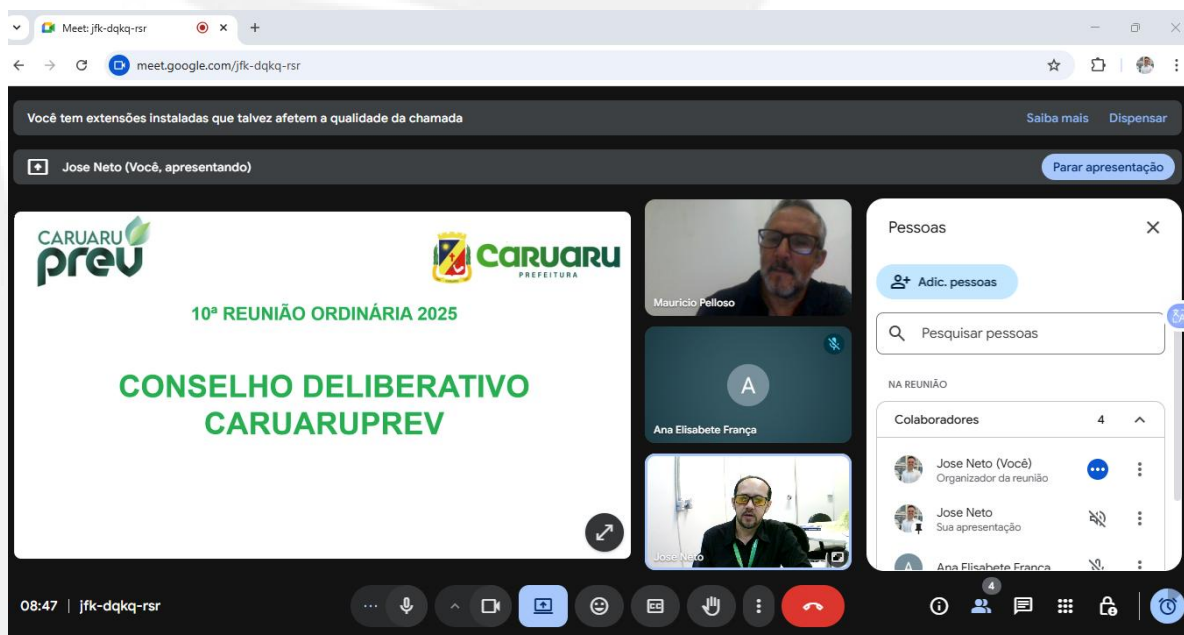 Meet: jfk-dqkq-rsr
meet.google.com/jfk-dqkq-rsr
Você tem extensões instaladas que talvez afetem a qualidade da chamada
Saiba mais
Dispensar
Jose Neto (Você, apresentando)
Parar apresentação
CARUARU
prev
CARUARU
PREFEITURA
10ª REUNIÃO ORDINÁRIA 2025
CONSELHO DELIBERATIVO
CARUARUPREV
Mauricio Pelloso
A
Ana Elisabete França
Jose Neto
Pessoas
Adic. pessoas
Pesquisar pessoas
NA REUNIÃO
Colaboradores 4
Jose Neto (Você)
Organizador da reunião
Jose Neto
Sua apresentação
Ana Elisabete França
08:47 | jfk-dqkq-rsr
4